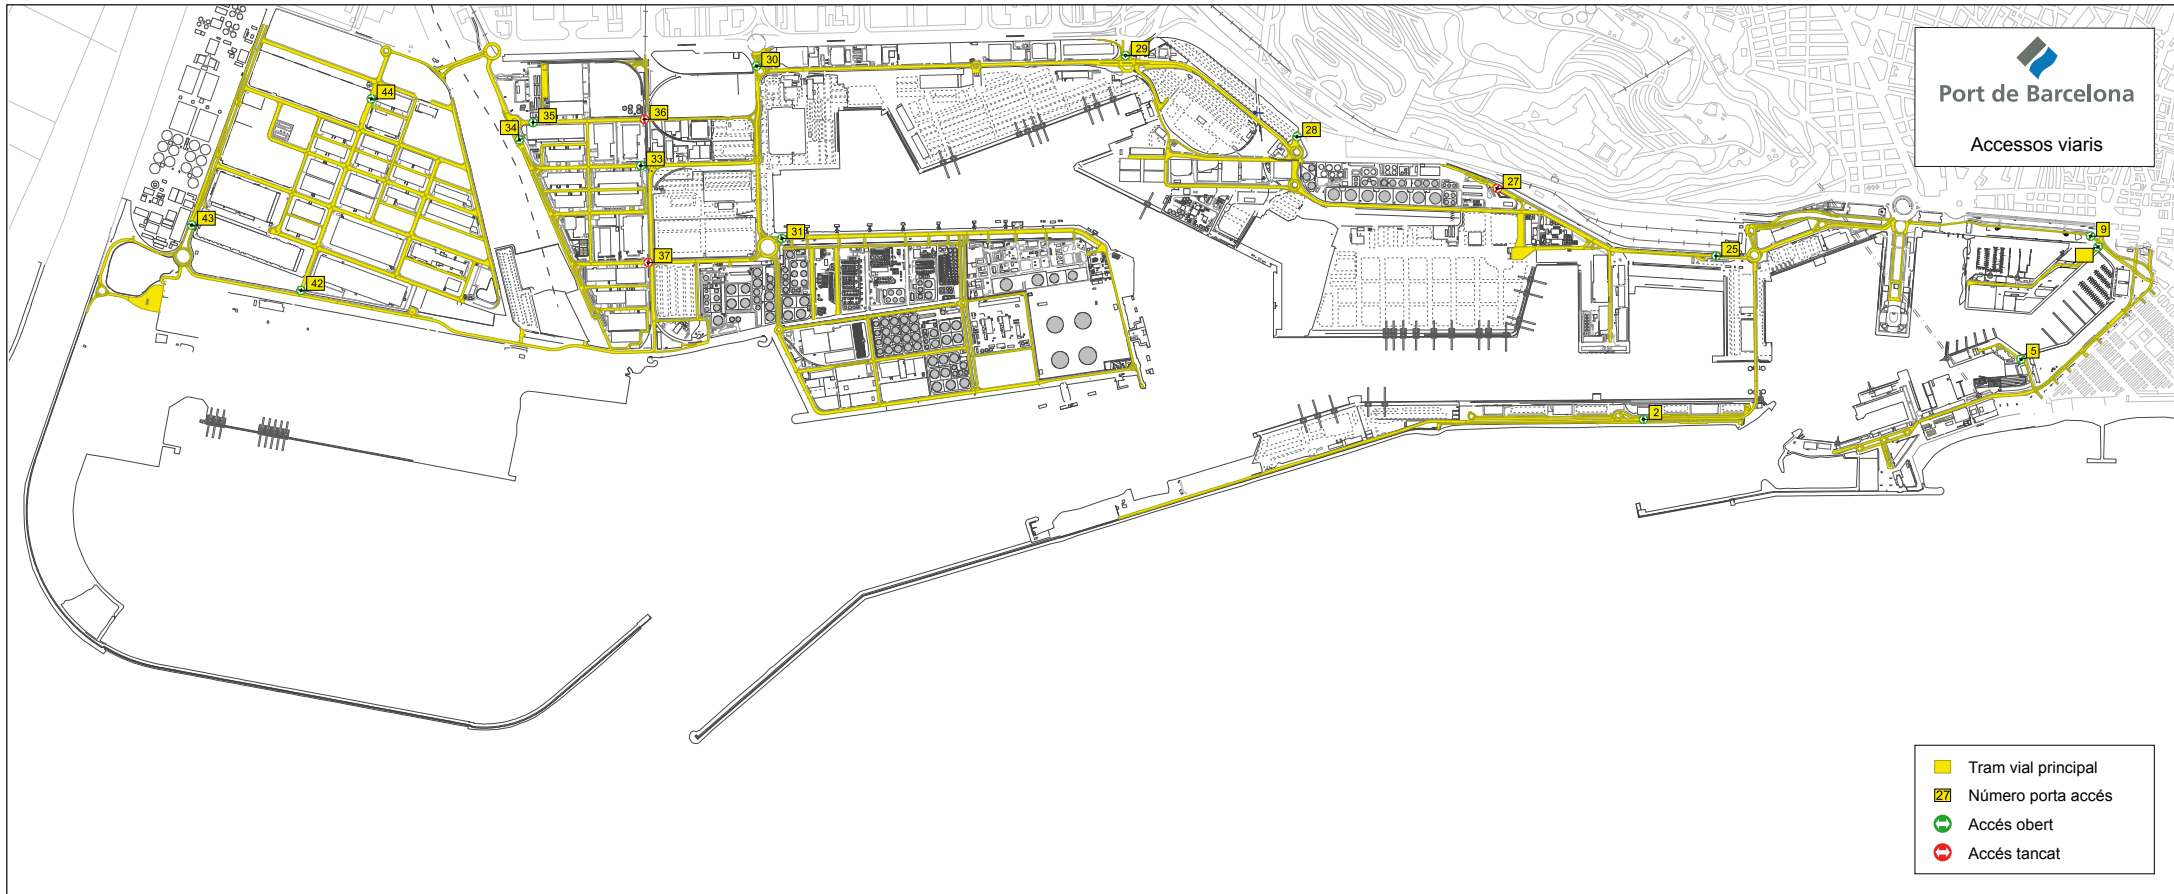 Port de Barcelona
Accessos viaris
29
30
44
36
35
34
28
33
27
43
31
9
25
37
42
5
2
Tram vial principal
27 Número porta accés
Accés obert
Accés tancat